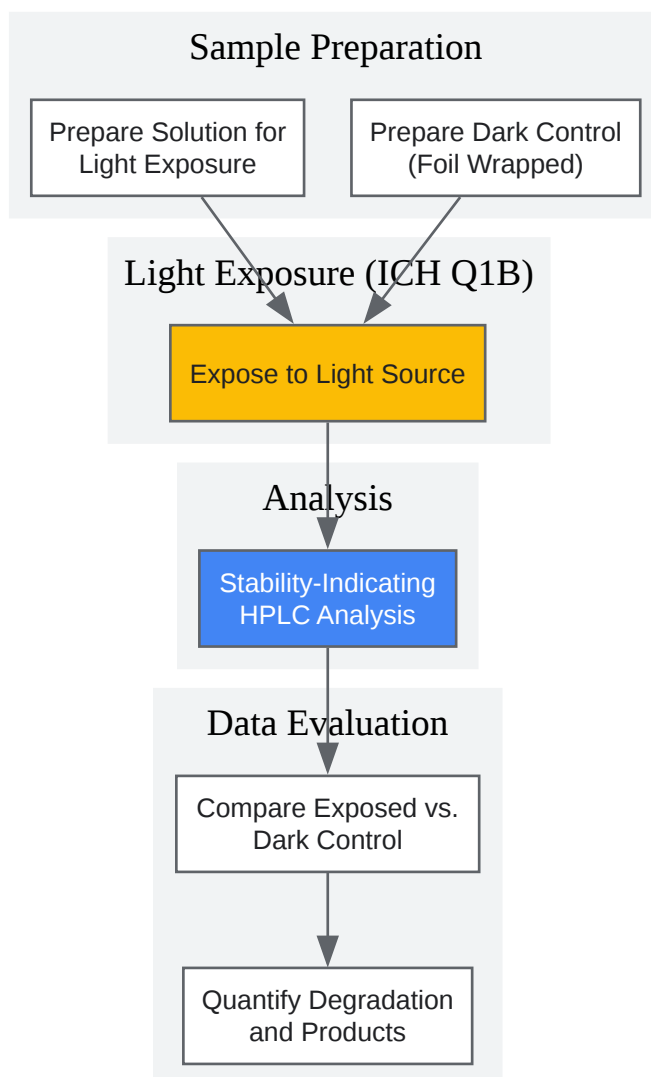 Sample Preparation
Prepare Solution for
Light Exposure
Prepare Dark Control
(Foil Wrapped)
Light Exposure (ICH Q1B)
Expose to Light Source
Analysis
Stability-Indicating
HPLC Analysis
Data Evaluation
Compare Exposed vs.
Dark Control
Quantify Degradation
and Products